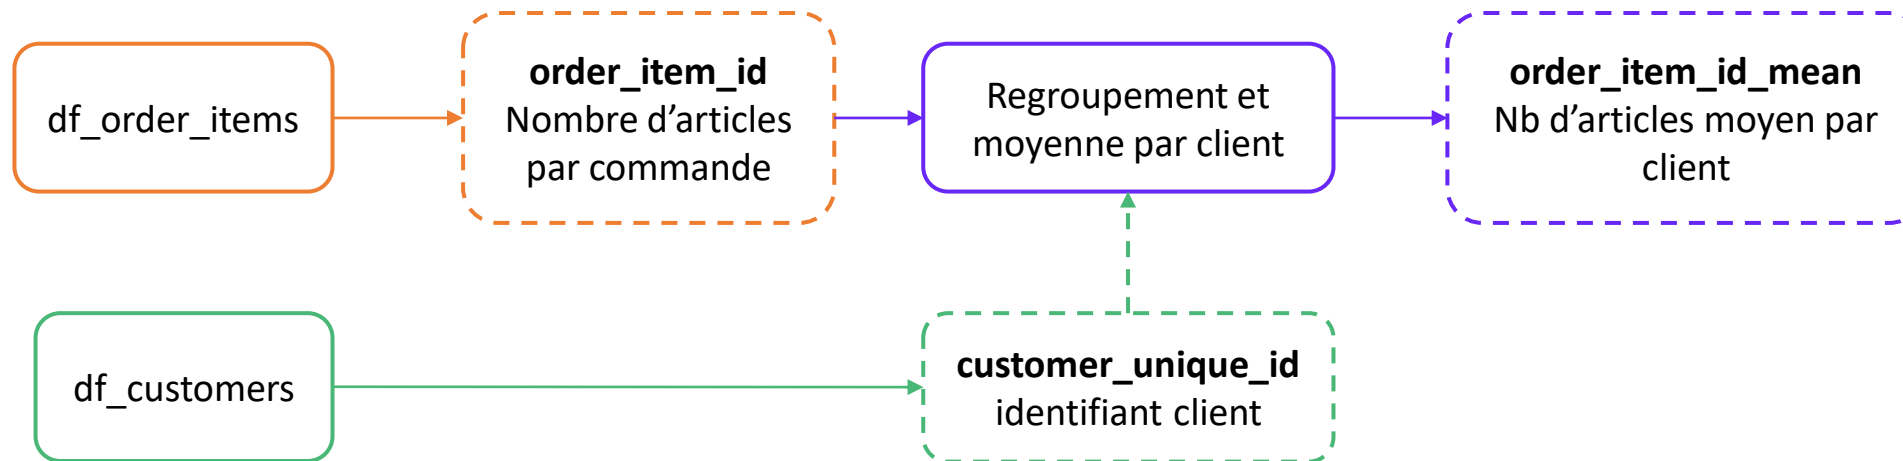 df_order_items
order_item_id
Nombre d’articles
par commande
Regroupement et
moyenne par client
order_item_id_mean
Nb d’articles moyen par
client
df_customers
customer_unique_id
identifiant client